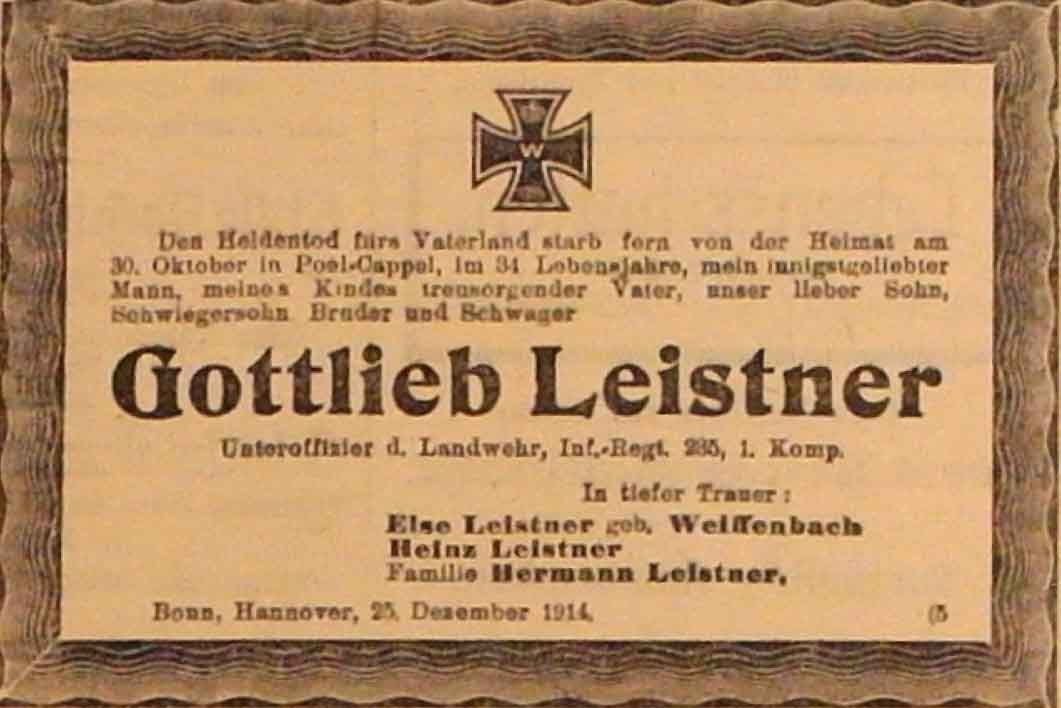 W
Den Heldentod fürs Vaterland starb fern von der Heimat am
30. Oktober in Poel-Cappel, im 34 Lebensjahre, mein innigstgeliebter
Mann, meines Kindes treusorgender Vater, unser lieber Sohn,
Schwiegersohn Bruder und Schwager
Gottlieb Leistner
Unteroffizier d. Landwehr, Inf.-Regt. 235, 1. Komp.
In tiefer Trauer:
Else Leistner geb. Weiffenbach
Heinz Leistner
Familie Hermann Leistner.
Bonn, Hannover, 25. Dezember 1914. (5